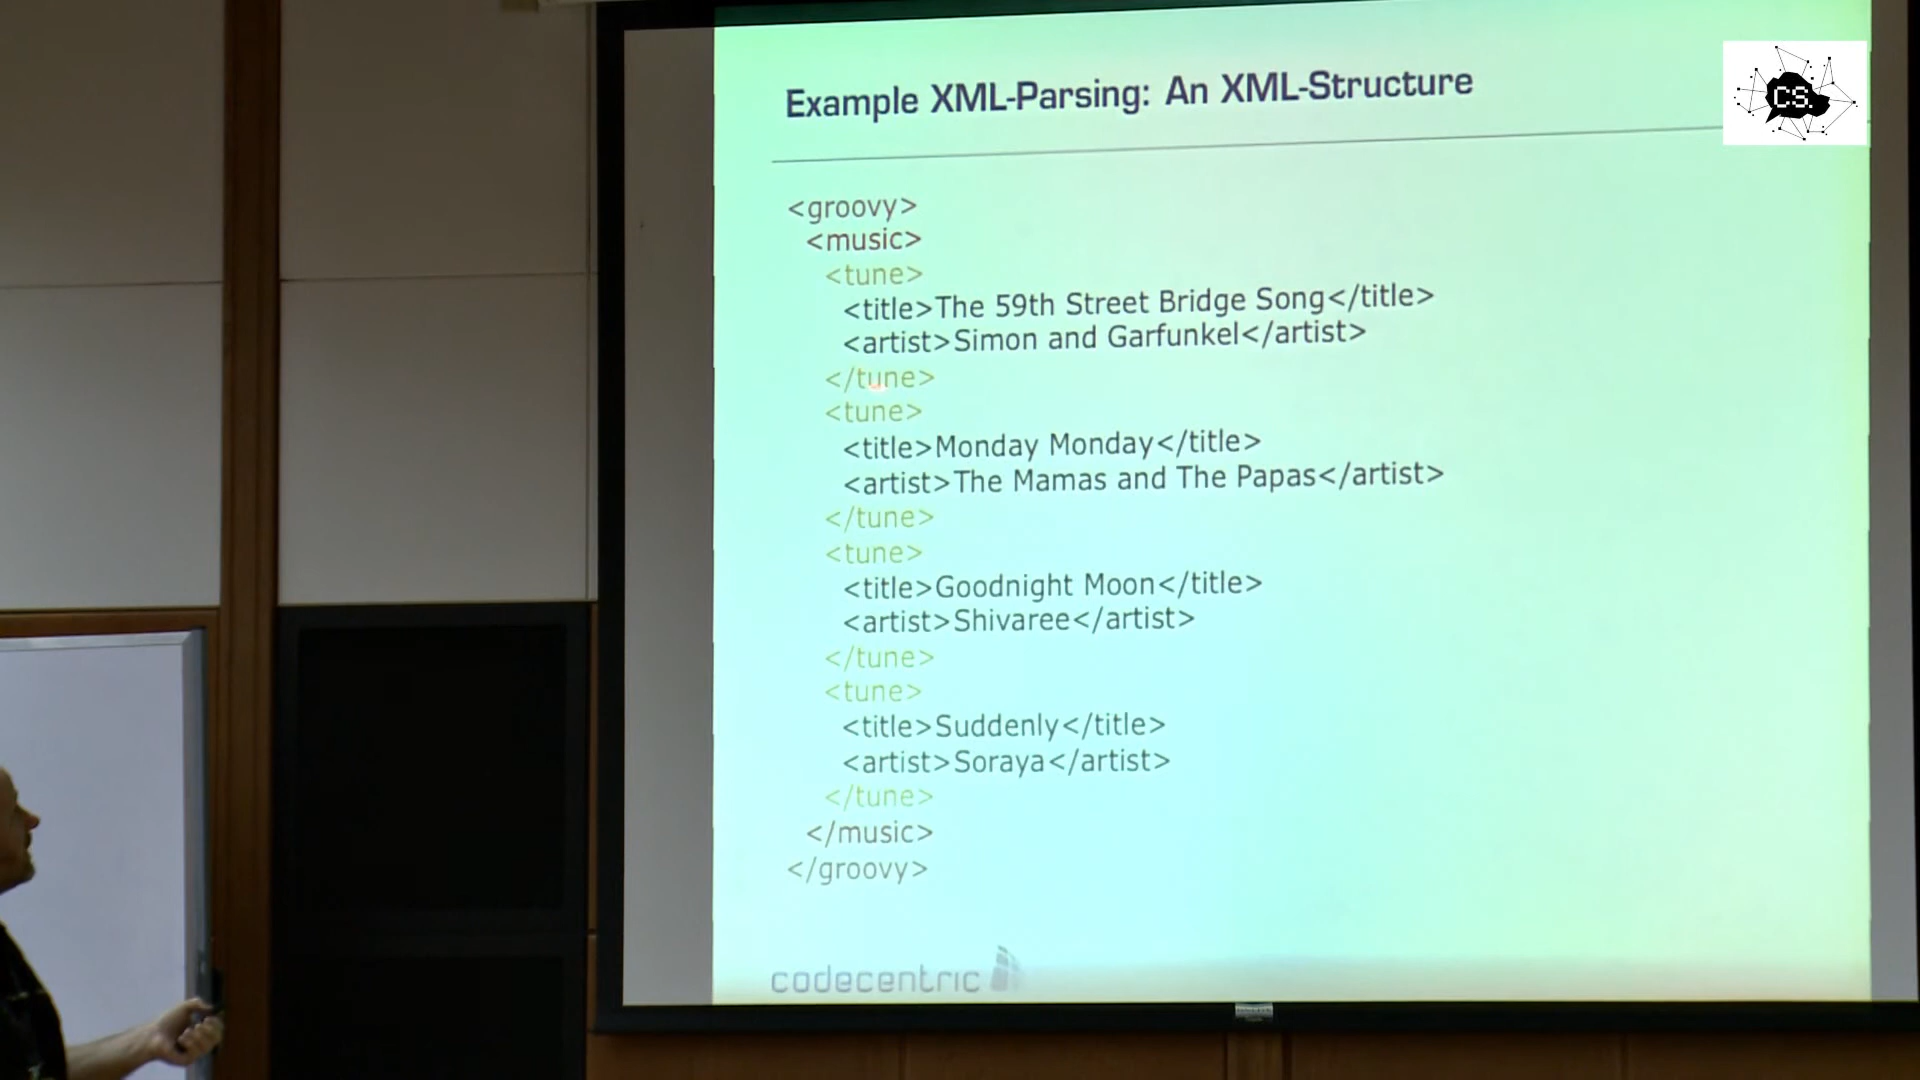 Example XML-Parsing: An XML-Structure
CS.
<groovy>
<music>
<tune>
<title>The 59th Street Bridge Song</title>
<artist>Simon and Garfunkel</artist>
</tune>
<tune>
<title>Monday Monday</title>
<artist>The Mamas and The Papas</artist>
</tune>
<tune>
<title>Goodnight Moon</title>
<artist>Shivaree</artist>
</tune>
<tune>
<title>Suddenly</title>
<artist>Soraya</artist>
</tune>
</music>
</groovy>
codecentric